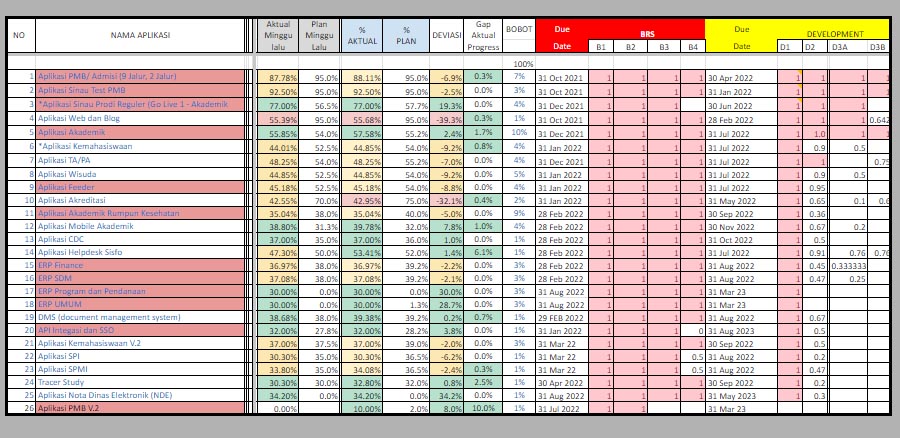 NO NAMA APLIKASI Aktual Minggu lalu Plan Minggu Lalu % AKTUAL % PLAN DEVIASI Gap Aktual Progress BOBOT Due Date BRS B1 B2 B3 B4 Due Date DEVELOPMENT D1 D2 D3A D3B
100%
1 Aplikasi PMB/ Admisi (9 Jalur, 2 Jalur) 87.78% 95.0% 88.11% 95.0% -6.9% 0.3% 7% 31 Oct 2021 1 1 1 1 30 Apr 2022 1 1 1 1
2 Aplikasi Sinau Test PMB 92.50% 95.0% 92.50% 95.0% -2.5% 0.0% 3% 31 Oct 2021 1 1 1 1 31 Jan 2022 1 1 1 1
3 *Aplikasi Sinau Prodi Reguler (Go Live 1 - Akademik 77.00% 56.5% 77.00% 57.7% 19.3% 0.0% 4% 31 Dec 2021 1 1 1 30 Jun 2022 1 1 1
4 Aplikasi Web dan Blog 55.39% 95.0% 55.68% 95.0% -39.3% 0.3% 1% 31 Oct 2021 1 1 1 1 28 Feb 2022 1 1 1 0.642
5 Aplikasi Akademik 55.85% 54.0% 57.58% 55.2% 2.4% 1.7% 10% 31 Dec 2021 1 1 1 1 31 Jul 2022 1 1.0 1 1
6 *Aplikasi Kemahasiswaan 44.01% 52.5% 44.85% 54.0% -9.2% 0.8% 4% 31 Jan 2022 1 1 1 1 31 Jul 2022 1 0.9 0.5
7 Aplikasi TA/PA 48.25% 54.0% 48.25% 55.2% -7.0% 0.0% 4% 31 Dec 2021 1 1 1 1 31 Jul 2022 1 1 0.75
8 Aplikasi Wisuda 44.85% 52.5% 44.85% 54.0% -9.2% 0.0% 5% 31 Jan 2022 1 1 1 1 31 Jul 2022 1 0.9 0.5
9 Aplikasi Feeder 45.18% 52.5% 45.18% 54.0% -8.8% 0.0% 4% 31 Jan 2022 1 1 1 1 31 Jul 2022 1 0.95
10 Aplikasi Akreditasi 42.55% 70.0% 42.95% 75.0% -32.1% 0.4% 2% 31 Jan 2022 1 1 1 1 31 May 2022 1 0.65 0.1 0.6
11 Aplikasi Akademik Rumpun Kesehatan 35.04% 38.0% 35.04% 40.0% -5.0% 0.0% 9% 28 Feb 2022 1 1 1 1 30 Sep 2022 1 0.36
12 Aplikasi Mobile Akademik 38.80% 31.3% 39.78% 32.0% 7.8% 1.0% 4% 28 Feb 2022 1 1 1 1 30 Nov 2022 1 0.67 0.2
13 Aplikasi CDC 37.00% 35.0% 37.00% 36.0% 1.0% 0.0% 2% 28 Feb 2022 1 1 1 1 31 Oct 2022 1 0.5
14 Aplikasi Helpdesk Sisfo 47.30% 50.0% 53.41% 52.0% 1.4% 6.1% 1% 28 Feb 2022 1 1 1 1 31 Jul 2022 1 0.91 0.76 0.76
15 ERP Finance 36.97% 38.0% 36.97% 39.2% -2.2% 0.0% 3% 28 Feb 2022 1 1 1 1 31 Aug 2022 1 0.45 0.333333
16 ERP SDM 37.08% 38.0% 37.08% 39.2% -2.1% 0.0% 3% 28 Feb 2022 1 1 1 1 31 Aug 2022 1 0.47 0.25
17 ERP Program dan Pendanaan 30.00% 0.0% 30.00% 0.0% 30.0% 0.0% 3% 31 Aug 2022 1 1 1 1 31 Mar 23 1
18 ERP UMUM 30.00% 0.0% 30.00% 1.3% 28.7% 0.0% 3% 31 Aug 2022 1 1 1 1 31 Mar 23 1
19 DMS (document management system) 38.68% 38.0% 39.38% 39.2% 0.2% 0.7% 1% 29 FEB 2022 1 1 1 1 31 Aug 2022 1 0.67
20 API Integasi dan SSO 32.00% 27.8% 32.00% 28.2% 3.8% 0.0% 1% 31 Jan 2022 1 1 1 0 31 Aug 2023 1 0.5
21 Aplikasi Kemahasiswaan V.2 37.00% 37.5% 37.00% 39.0% -2.0% 0.0% 3% 31 Mar 22 1 1 1 1 30 Sep 2022 1 0.5
22 Aplikasi SPI 30.30% 35.0% 30.30% 36.5% -6.2% 0.0% 1% 31 Mar 22 1 1 1 0.5 31 Aug 2022 1 0.2
23 Aplikasi SPMI 33.80% 35.0% 34.08% 36.5% -2.4% 0.3% 1% 31 Mar 22 1 1 1 0.5 31 Aug 2022 1 0.47
24 Tracer Study 30.30% 30.0% 32.80% 32.0% 0.8% 2.5% 1% 30 Apr 2022 1 1 1 1 30 Sep 2022 1 0.2
25 Aplikasi Nota Dinas Elektronik (NDE) 34.20% 0.0% 34.20% 0.0% 34.2% 0.0% 3% 31 Aug 2022 1 1 1 1 31 May 2023 1 0.3
26 Aplikasi PMB V.2 0.00% 10.00% 2.0% 8.0% 10.0% 1% 31 Jul 2022 1 1 31 Mar 23